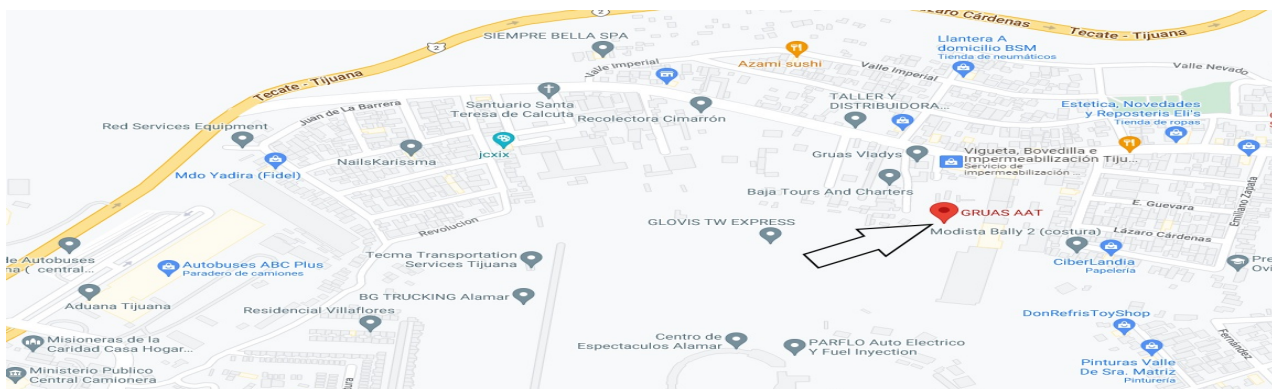 2
Lázaro Cárdenas
Tecate - Tijuana
SIEMPRE BELLA SPA
2
Tecate - Tijuana
Valle Imperial
Azami sushi
Valle Imperial
Llantera A
domicilio BSM
Tienda de neumáticos
Valle Nevado
Juan de La Barrera
Santuario Santa
Teresa de Calcuta
Recolectora Cimarrón
TALLER Y
DISTRIBUIDORA...
Estetica, Novedades
y Reposteris Eli's
Tienda de ropas
Red Services Equipment
Mdo Yadira (Fidel)
NailsKarissma
jcxix
Gruas Vladys
Vigueta, Bovedilla e
Impermeabilización Tiju...
Servicio de
impermeabilización ...
Baja Tours And Charters
GRUAS AAT
E. Guevara
Emiliano Zapata
Revolucion
GLOVIS TW EXPRESS
Modista Bally 2 (costura)
Lázaro Cárdenas
de Autobuses
na ( central...
Autobuses ABC Plus
Paradero de camiones
Tecma Transportation
Services Tijuana
CiberLandia
Papelería
Pre
Ovi
Aduana Tijuana
BG TRUCKING Alamar
Residencial Villaflores
DonRefrisToyShop
Fernández
Misioneras de la
Caridad Casa Hogar...
Centro de
Espectaculos Alamar
PARFLO Auto Electrico
Y Fuel Inyection
Ministerio Publico
Central Camionera
Pinturas Valle
De Sra. Matriz
Pinturería